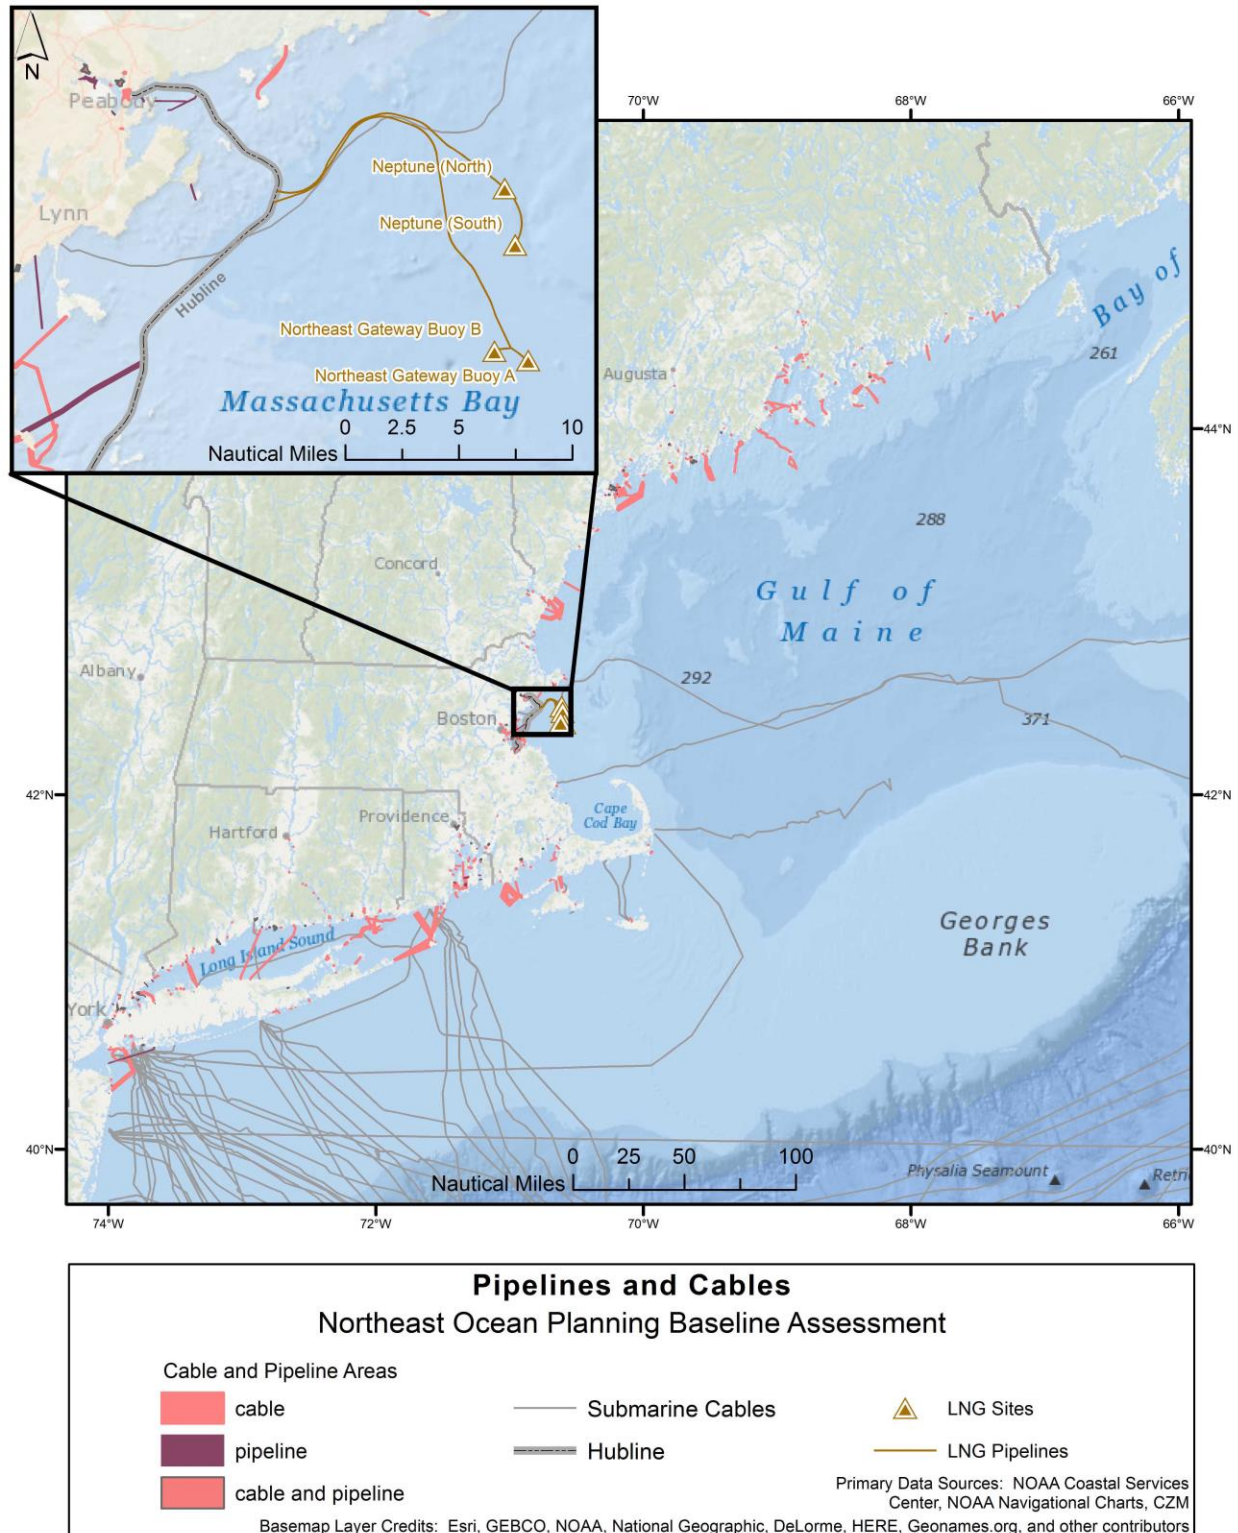 N
Peabody
Lynn
Neptune (North)
Neptune (South)
Hubline
Northeast Gateway Buoy B
Northeast Gateway Buoy A
Massachusetts Bay
0 2.5 5 10
Nautical Miles
70°W 68°W 66°W
Bay of
261
Augusta
44°N 44°N
288
Concord
Gulf of
Maine
Albany
292
Boston
371
42°N 42°N
Cape
Cod Bay
Providence
Hartford
Georges
Bank
Long Island Sound
York
40°N 40°N
0 25 50 100
Nautical Miles
Physalia Seamount
Retri
74°W 72°W 70°W 68°W 66°W
Pipelines and Cables
Northeast Ocean Planning Baseline Assessment
Cable and Pipeline Areas
cable
Submarine Cables
LNG Sites
pipeline
Hubline
LNG Pipelines
cable and pipeline
Primary Data Sources: NOAA Coastal Services
Center, NOAA Navigational Charts, CZM
Basemap Layer Credits: Esri, GEBCO, NOAA, National Geographic, DeLorme, HERE, Geonames.org, and other contributors